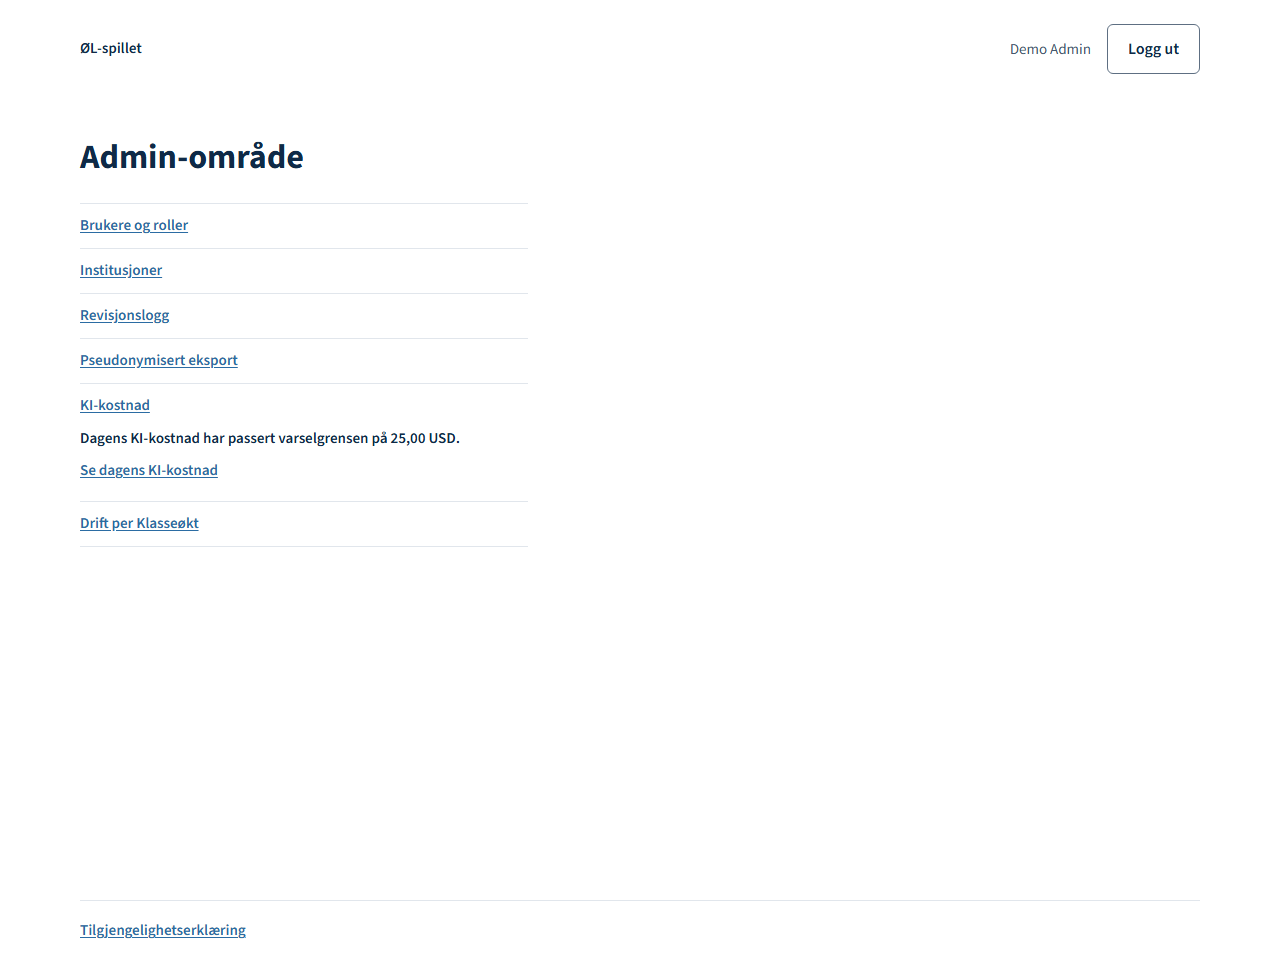 ØL-spillet
Demo Admin
Logg ut
Admin-område
Brukere og roller
Institusjoner
Revisjonslogg
Pseudonymisert eksport
KI-kostnad
Dagens KI-kostnad har passert varselgrensen på 25,00 USD.
Se dagens KI-kostnad
Drift per Klasseøkt
Tilgjengelighetserklæring